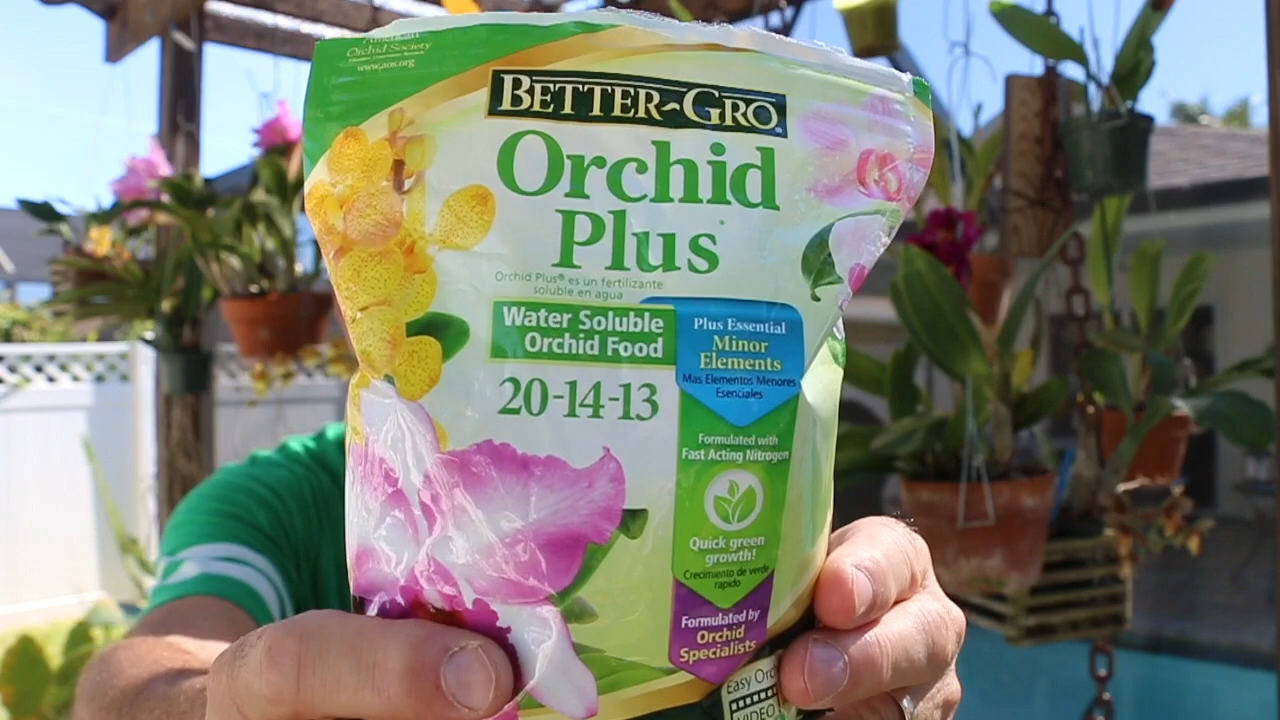 American
Orchid Society
www.aos.org
BETTER-GRO®
Orchid
Plus
Orchid Plus® es un fertilizante
soluble en agua
Water Soluble
Orchid Food
20-14-13
Plus Essential
Minor
Elements
Mas Elementos Menores
Esenciales
Formulated with
Fast Acting Nitrogen
Quick green
growth!
Crecimiento de verde
rapido
Formulated by
Orchid
Specialists
Easy
VIDEO